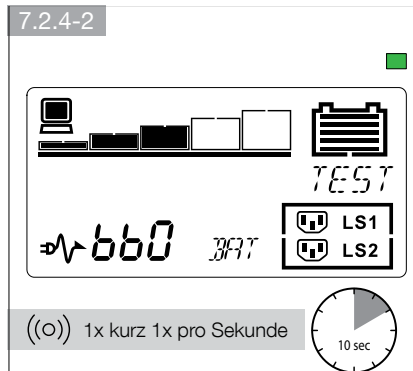 7.2.4-2
TEST
660 BAT
LS1
LS2
((o)) 1x kurz 1x pro Sekunde
10 sec